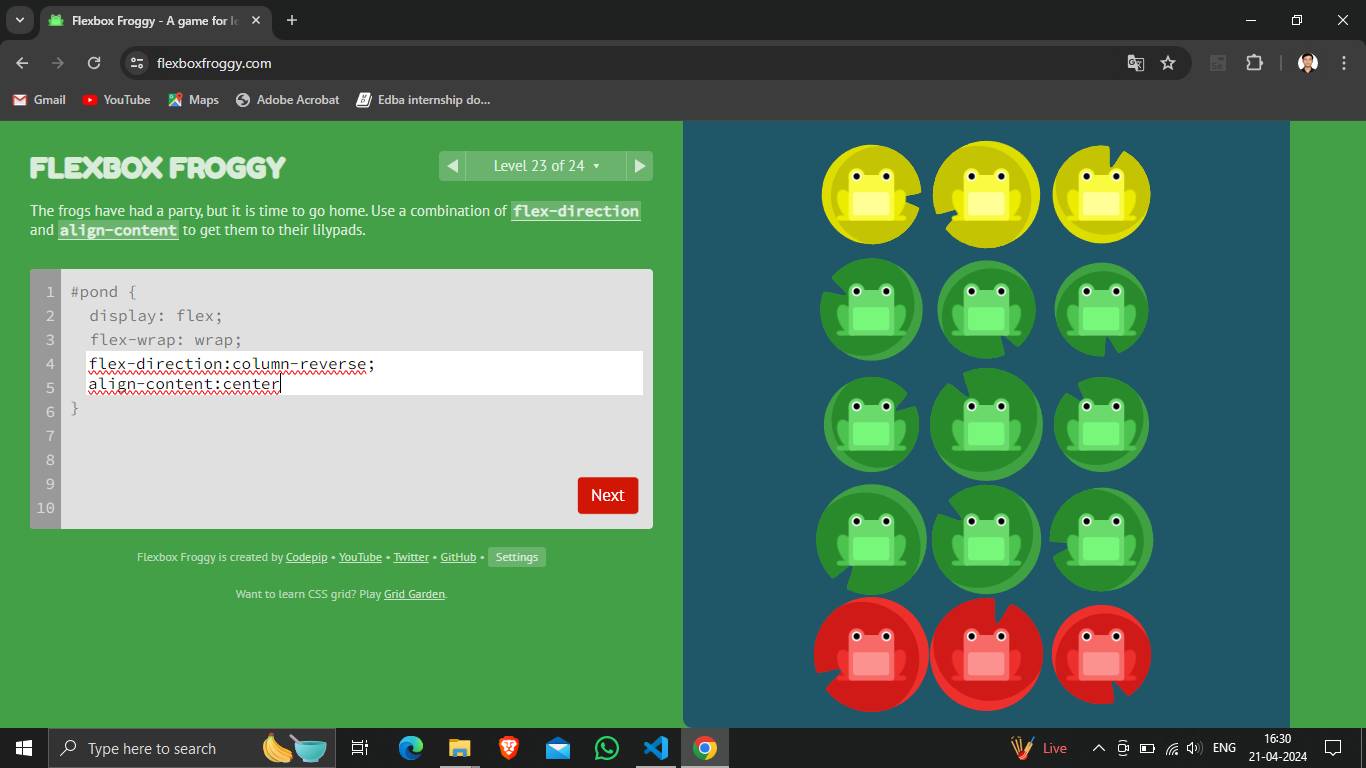 Flexbox Froggy - A game for le
flexboxfroggy.com
Gmail
YouTube
Maps
Adobe Acrobat
Edba internship do...
FLEXBOX FROGGY
Level 23 of 24
The frogs have had a party, but it is time to go home. Use a combination of flex-direction
and align-content to get them to their lilypads.
1 #pond {
2 display: flex;
3 flex-wrap: wrap;
4 flex-direction:column-reverse;
5 align-content:center
6 }
7
8
9
10
Next
Flexbox Froggy is created by Codepip • YouTube • Twitter • GitHub • Settings
Want to learn CSS grid? Play Grid Garden.
Type here to search
Live
ENG
16:30
21-04-2024